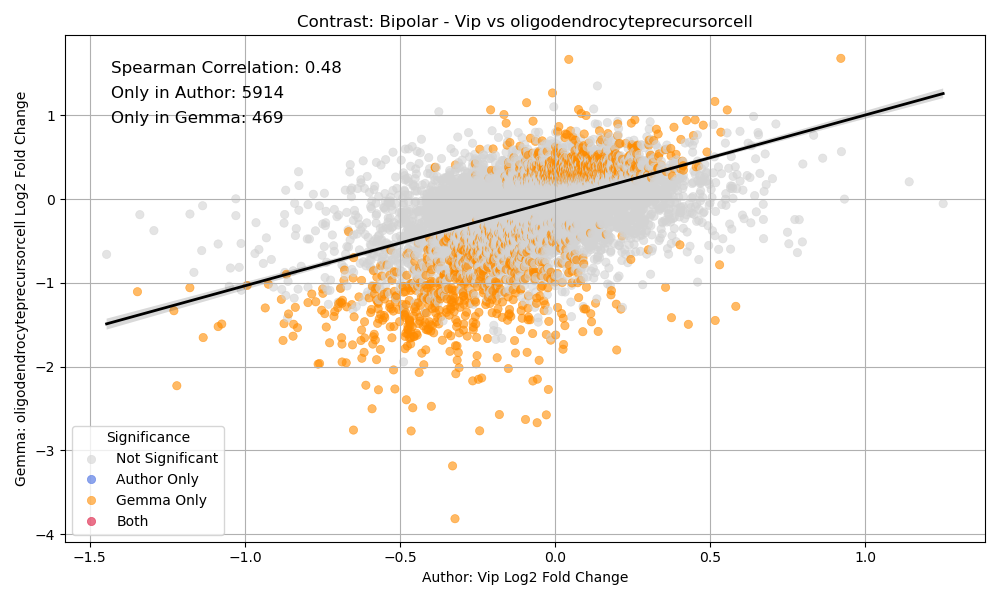 Contrast: Bipolar - Vip vs oligodendrocyteprecursorcell
Spearman Correlation: 0.48
Only in Author: 5914
Only in Gemma: 469
Gemma: oligodendrocyteprecursorcell Log2 Fold Change
1
0
−1
−2
−3
−4
Significance
Not Significant
Author Only
Gemma Only
Both
−1.5
−1.0
−0.5
0.0
0.5
1.0
Author: Vip Log2 Fold Change